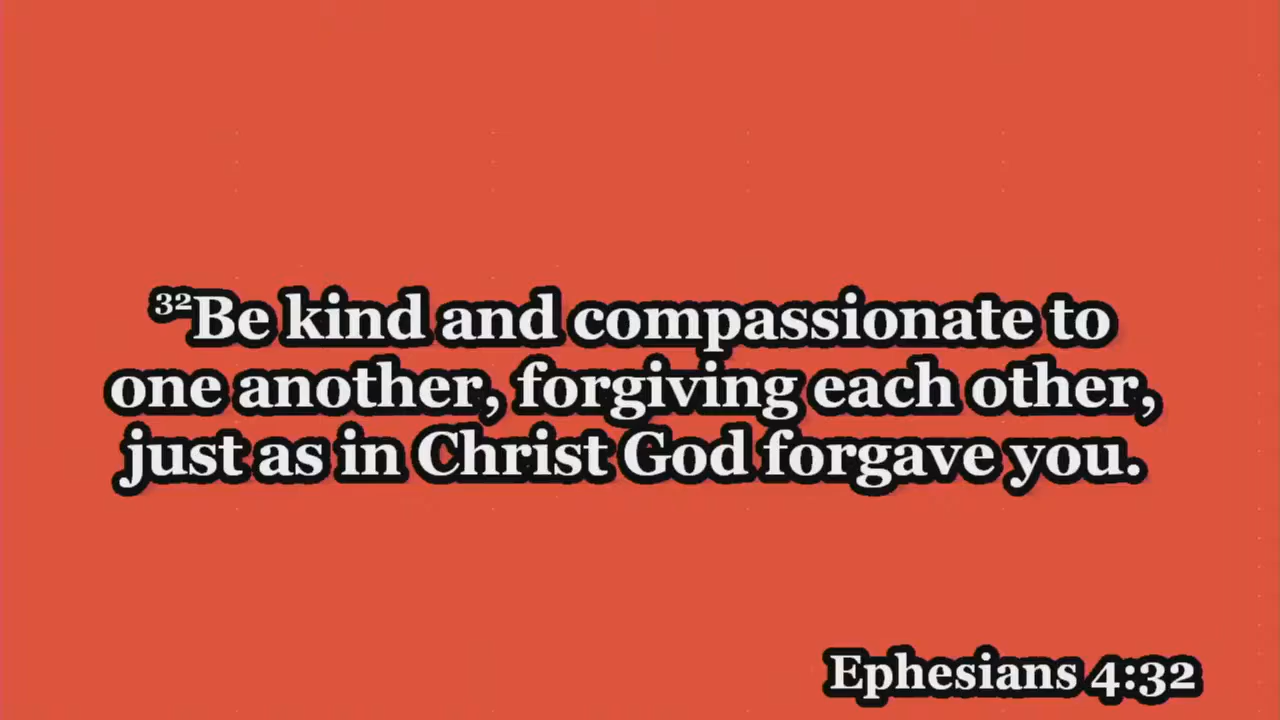 ³²Be kind and compassionate to
one another, forgiving each other,
just as in Christ God forgave you.
Ephesians 4:32